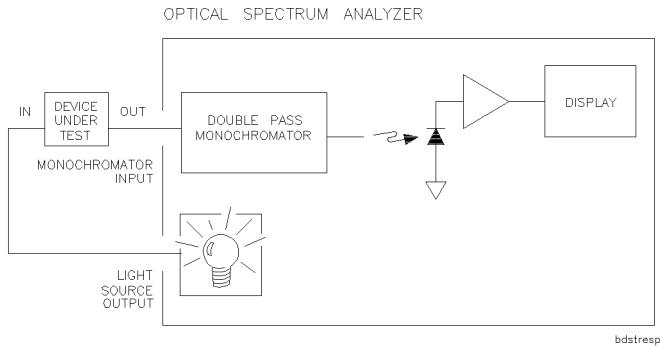 OPTICAL SPECTRUM ANALYZER
IN
DEVICE
UNDER
TEST
OUT
DOUBLE PASS
MONOCHROMATOR
DISPLAY
MONOCHROMATOR
INPUT
LIGHT
SOURCE
OUTPUT
bdstresp